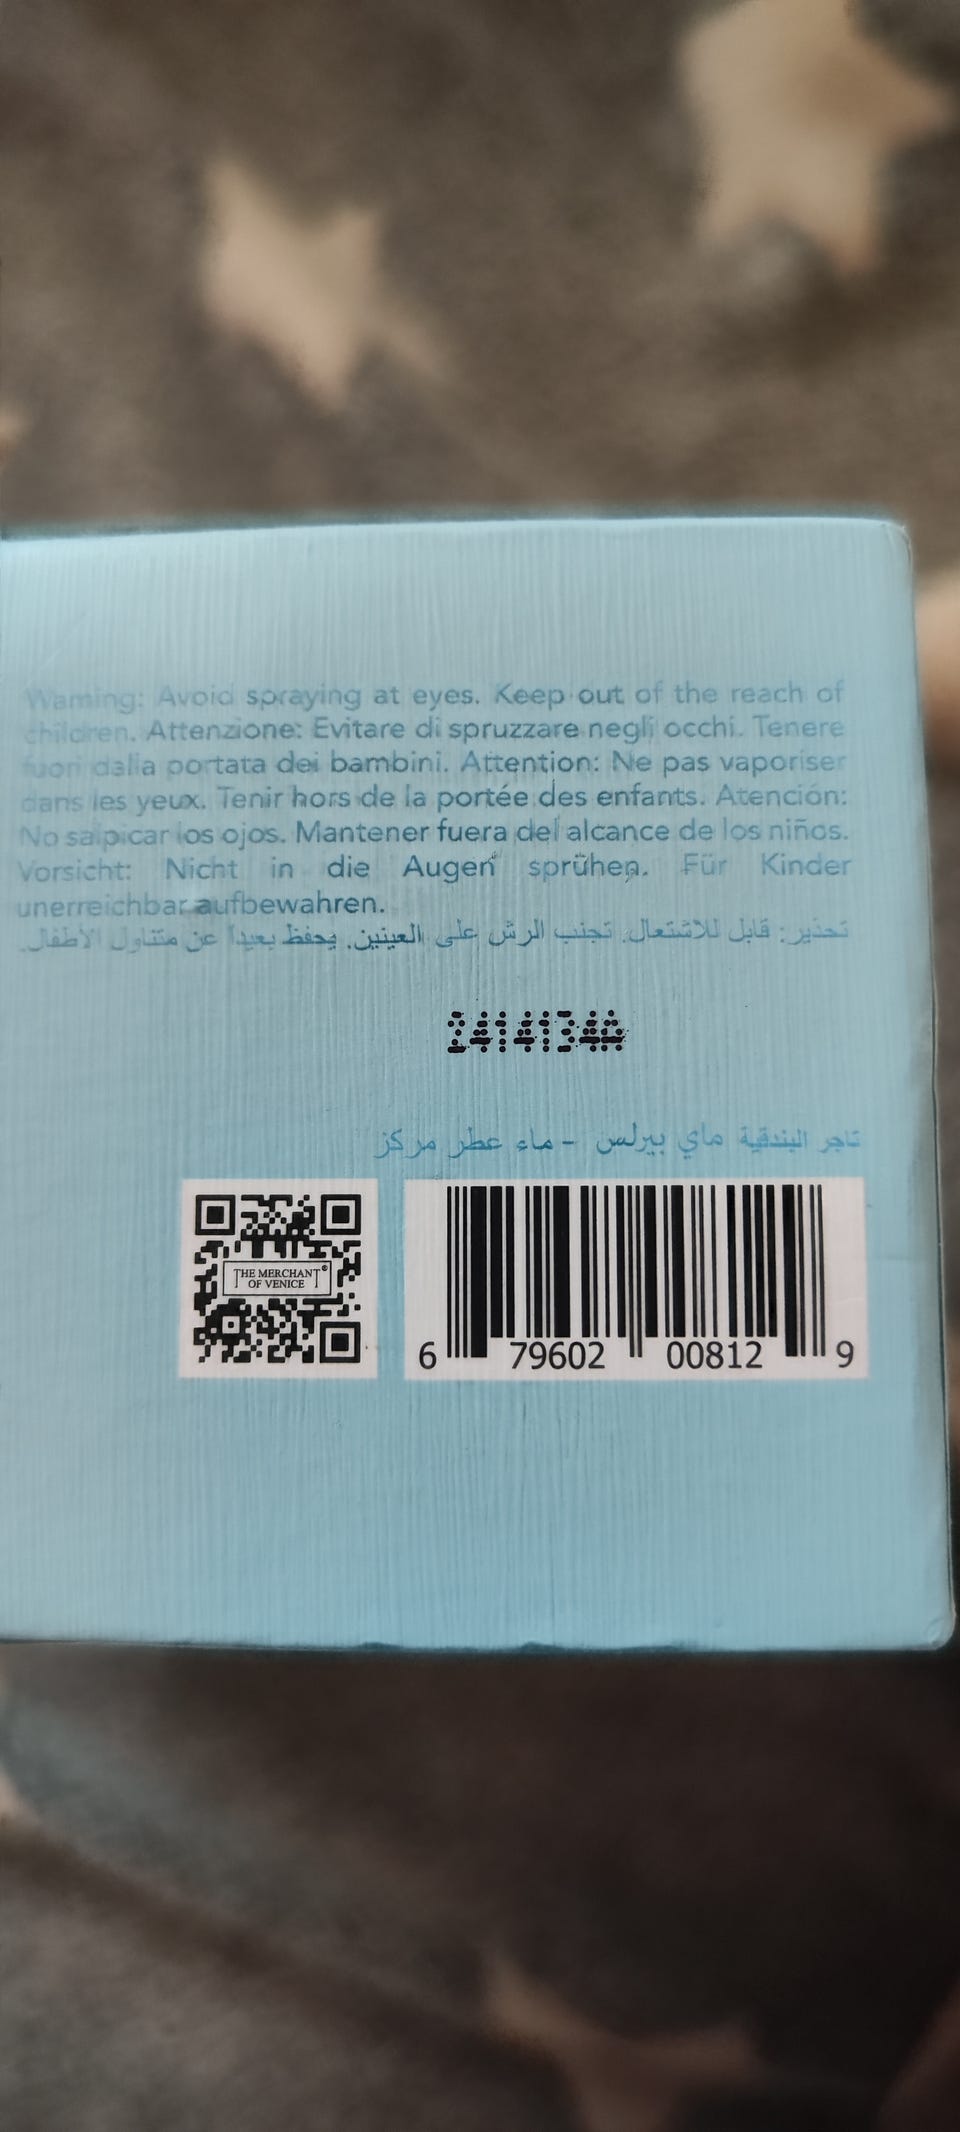 Warning: Avoid spraying at eyes. Keep out of the reach of
children. Attenzione: Evitare di spruzzare negli occhi. Tenere
fuori dalla portata dei bambini. Attention: Ne pas vaporiser
dans les yeux. Tenir hors de la portée des enfants. Atención:
No salpicar los ojos. Mantener fuera del alcance de los niños.
Vorsicht: Nicht in die Augen sprühen. Für Kinder
unerreichbar aufbewahren.
تحذير: قابل للاشتعال. تجنب الرش على العينين. يحفظ بعيداً عن متناول الأطفال.
تاجر البندقية ماي بيرلس - ماء عطر مركز
THE MERCHANT®
OF VENICE
6 79602 00812 9